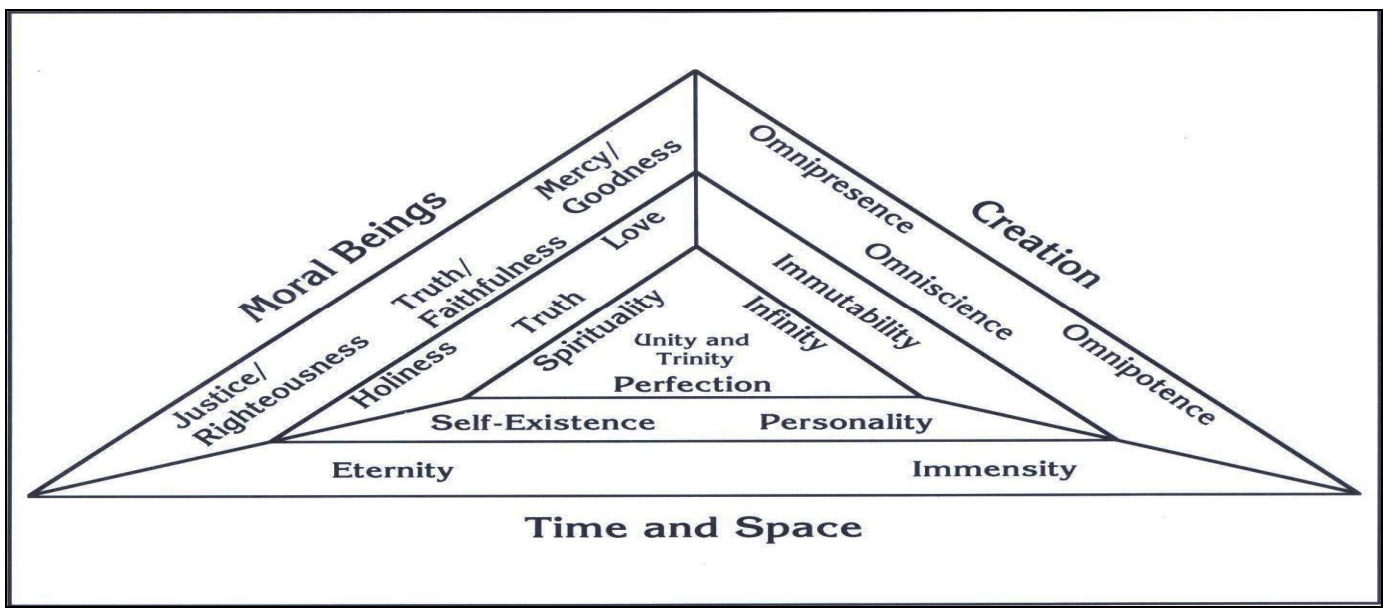 Moral Beings
Creation
Mercy/
Goodness
Truth/
Faithfulness
Justice/
Righteousness
Omnipresence
Omniscience
Omnipotence
Love
Truth
Holiness
Immutability
Spirituality
Infinity
Unity and
Trinity
Perfection
Self-Existence
Personality
Eternity
Immensity
Time and Space